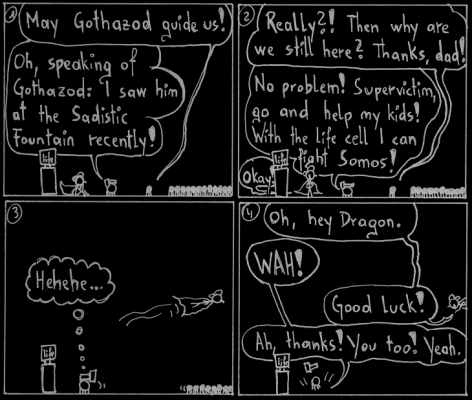 1
May Gothazod guide us!
Oh, speaking of
Gothazod: I saw him
at the Sadistic
Fountain recently!
life
2
Really?! Then why are
we still here? Thanks, dad!
No problem! Supervictim,
go and help my kids!
With the life cell I can
fight Somos!
Okay!
life
3
Hehehe...
life
4
Oh, hey Dragon.
WAH!
Good Luck!
Ah, thanks! You too! Yeah.
life